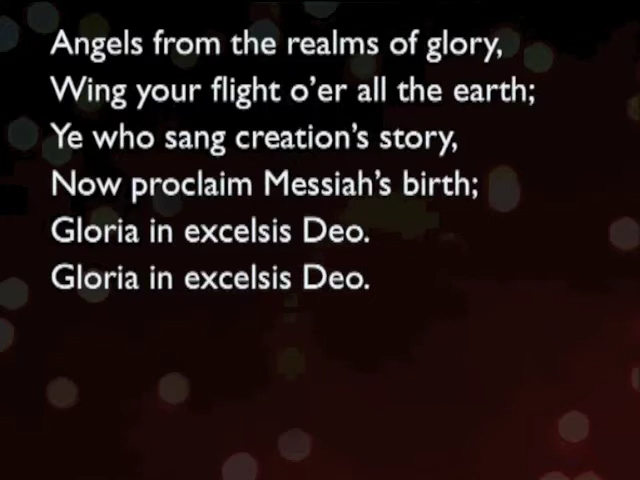 Angels from the realms of glory,
Wing your flight o’er all the earth;
Ye who sang creation’s story,
Now proclaim Messiah’s birth;
Gloria in excelsis Deo.
Gloria in excelsis Deo.